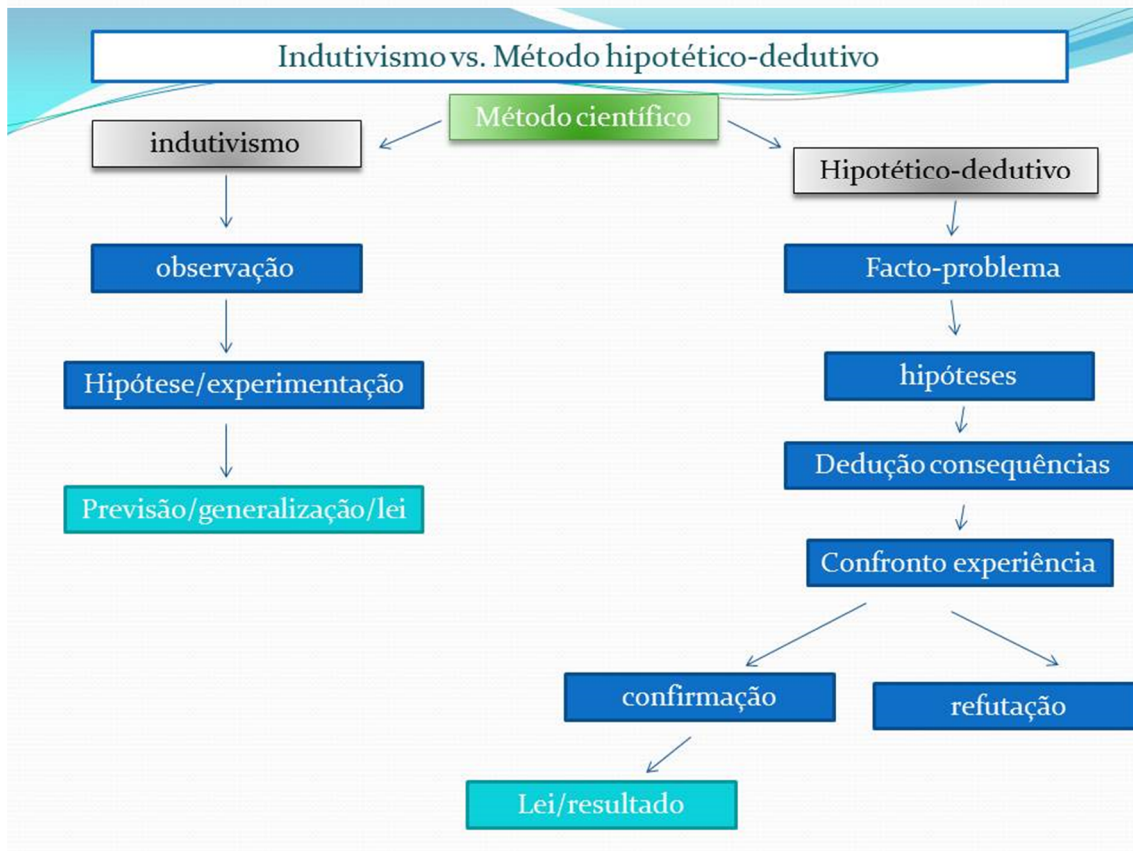 Indutivismo vs. Método hipotético-dedutivo
Método científico
indutivismo
observação
Hipótese/experimentação
Previsão/generalização/lei
Hipotético-dedutivo
Facto-problema
hipóteses
Dedução consequências
Confronto experiência
confirmação
refutação
Lei/resultado